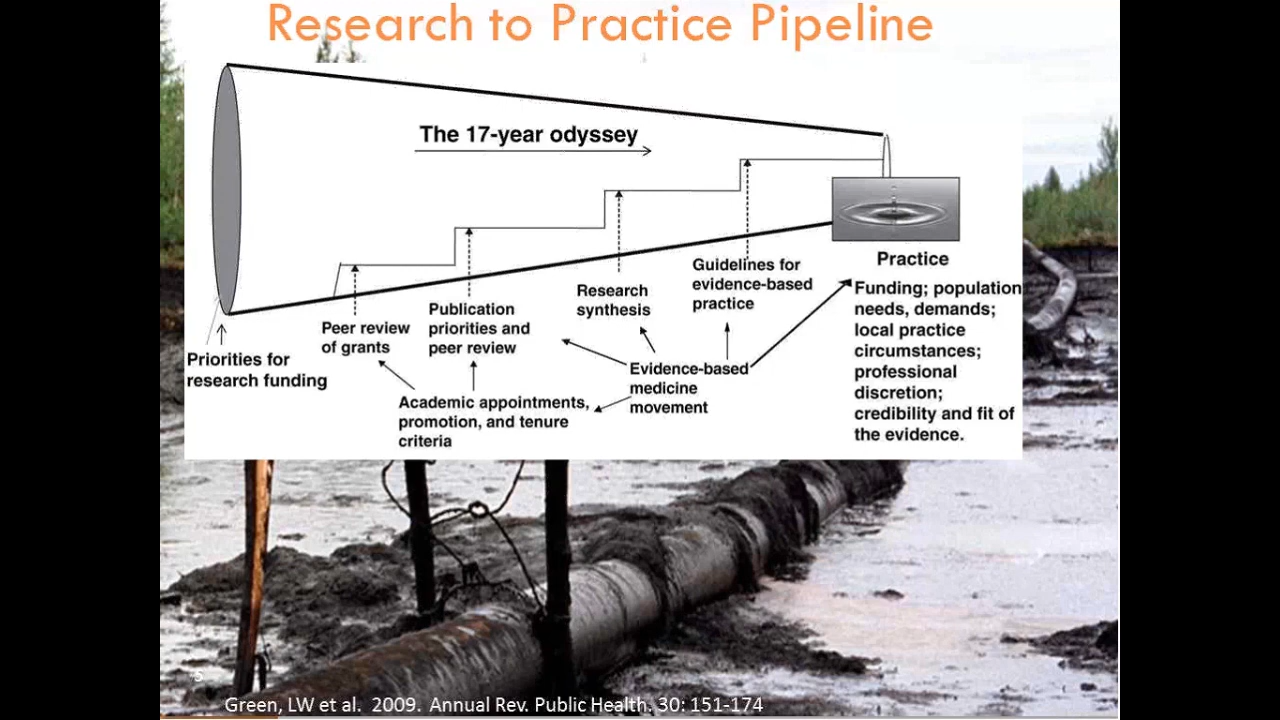 Research to Practice Pipeline
The 17-year odyssey
Priorities for
research funding
Peer review
of grants
Publication
priorities and
peer review
Research
synthesis
Guidelines for
evidence-based
practice
Practice
Funding; population
needs, demands;
local practice
circumstances;
professional
discretion;
credibility and fit of
the evidence.
Academic appointments,
promotion, and tenure
criteria
Evidence-based
medicine
movement
5
Green, LW et al.  2009.  Annual Rev. Public Health. 30: 151-174